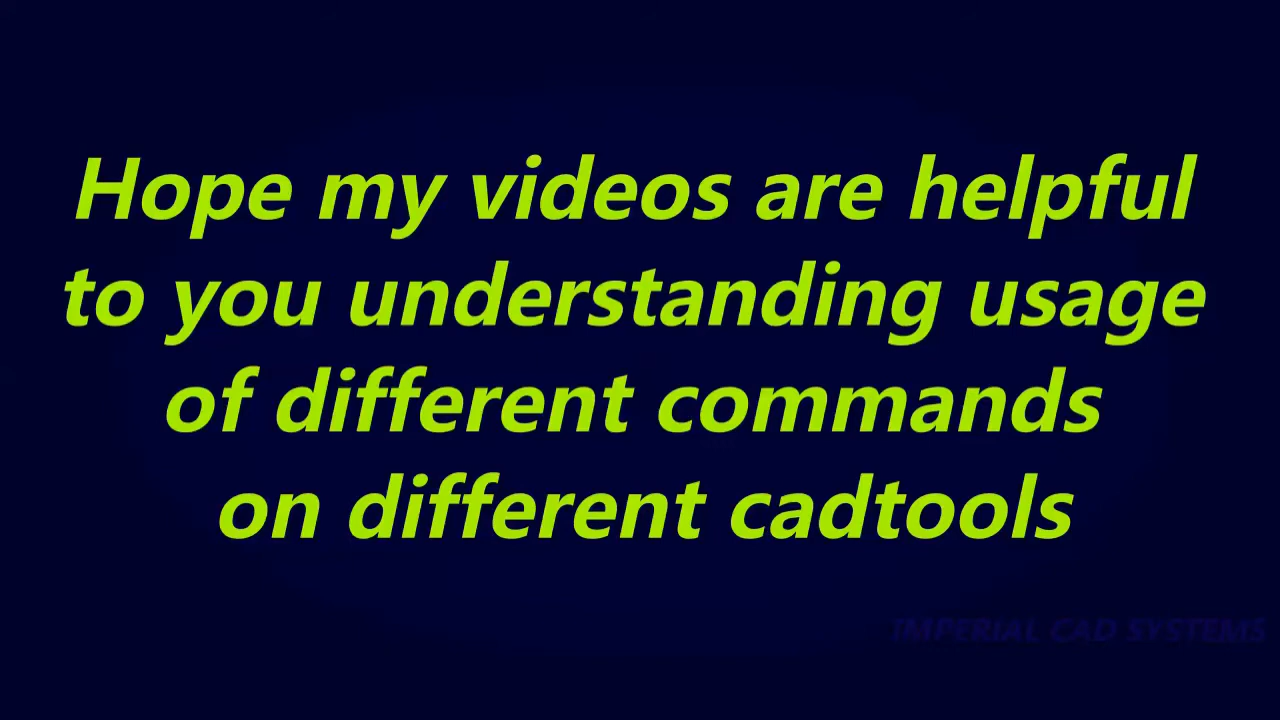 Hope my videos are helpful
to you understanding usage
of different commands
on different cadtools
IMPERIAL CAD SYSTEMS